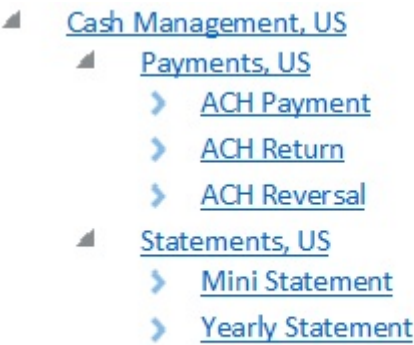 Cash Management, US
Payments, US
ACH Payment
ACH Return
ACH Reversal
Statements, US
Mini Statement
Yearly Statement